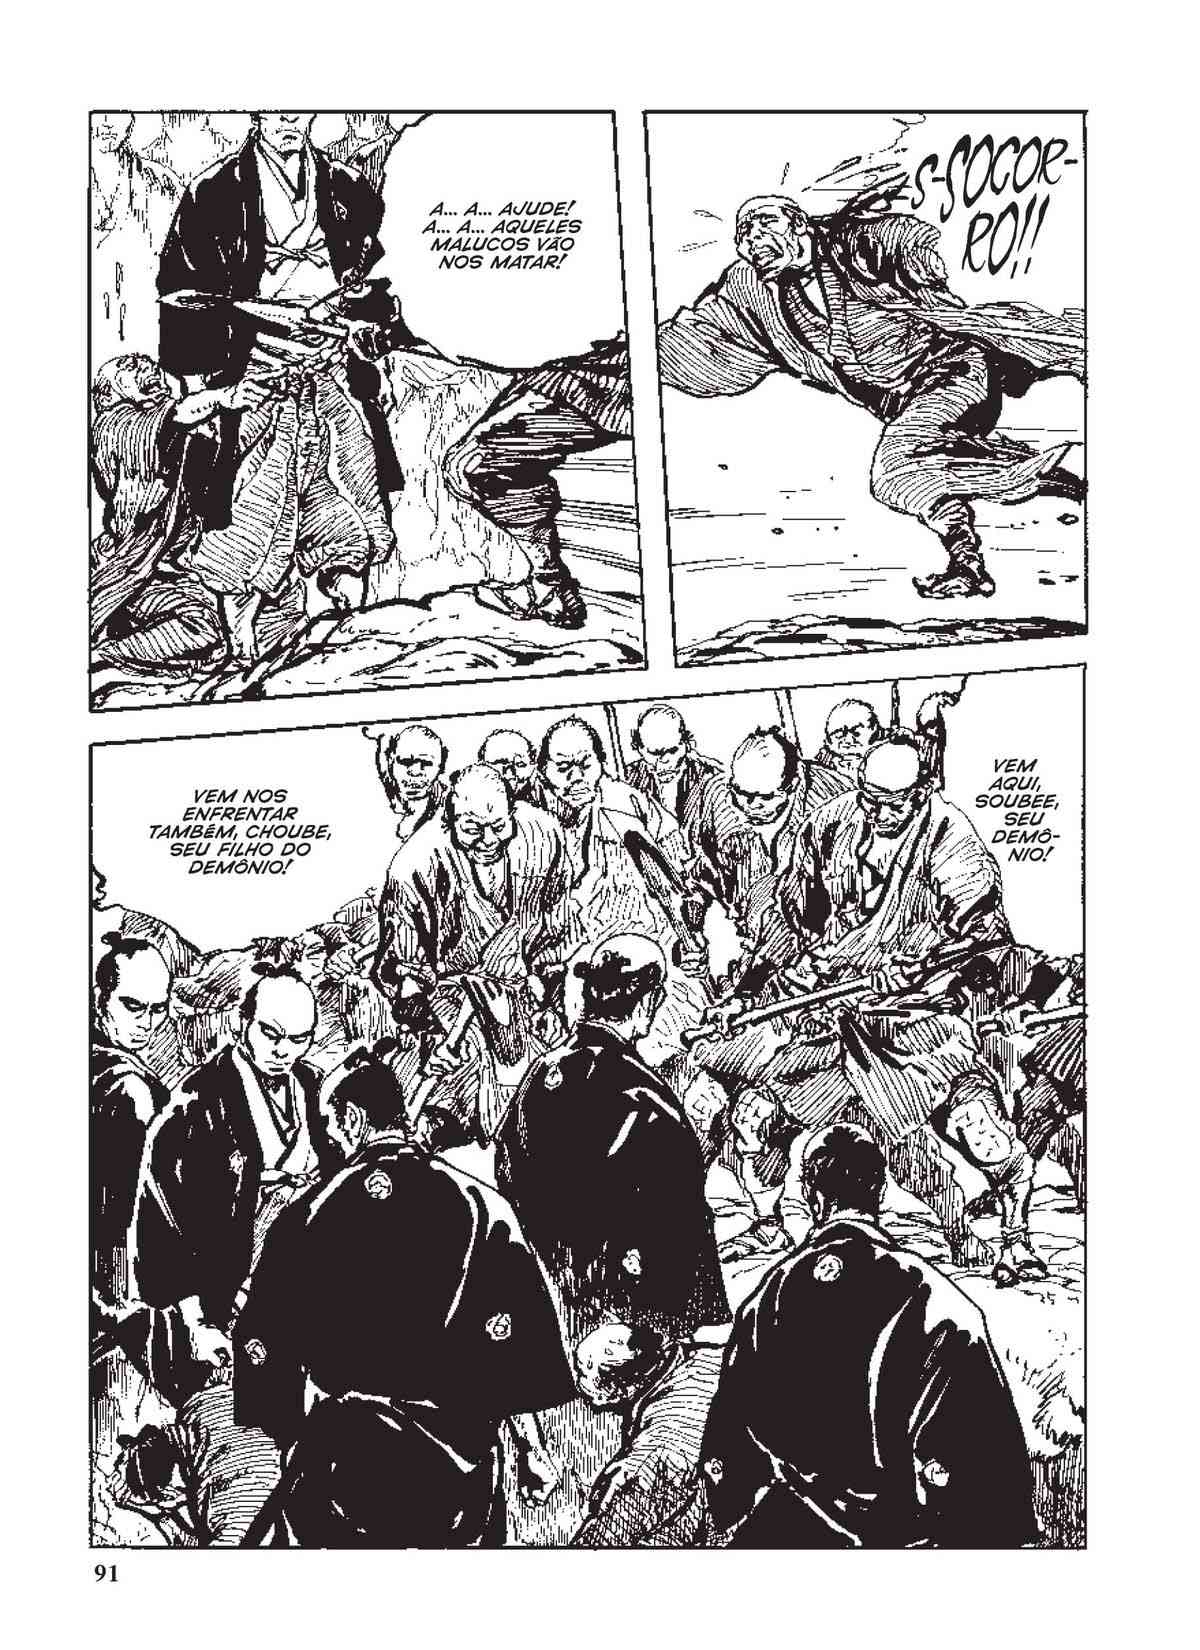 S-SOCOR-
RO!!
A... A... AJUDE!
A... A... AQUELES
MALUCOS VÃO
NOS MATAR!
VEM
AQUI,
SOUBEE,
SEU
DEMÔ-
NIO!
VEM NOS
ENFRENTAR
TAMBÉM, CHOUBE,
SEU FILHO DO
DEMÔNIO!
91